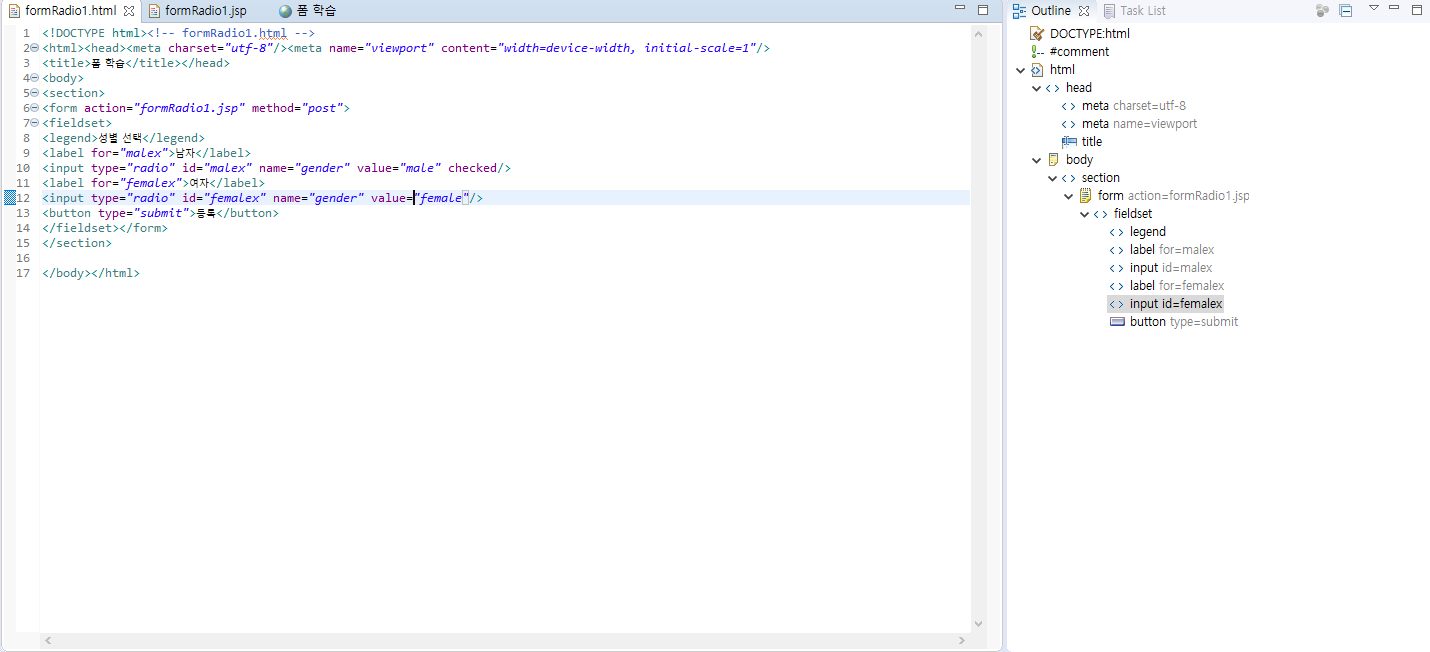 formRadio1.html formRadio1.jsp 폼 학습
1 <!DOCTYPE html><!-- formRadio1.html -->
2 <html><head><meta charset="utf-8"/><meta name="viewport" content="width=device-width, initial-scale=1"/>
3 <title>폼 학습</title></head>
4 <body>
5 <section>
6 <form action="formRadio1.jsp" method="post">
7 <fieldset>
8 <legend>성별 선택</legend>
9 <label for="malex">남자</label>
10 <input type="radio" id="malex" name="gender" value="male" checked/>
11 <label for="femalex">여자</label>
12 <input type="radio" id="femalex" name="gender" value="female"/>
13 <button type="submit">등록</button>
14 </fieldset></form>
15 </section>
16
17 </body></html>
Outline Task List
DOCTYPE:html
#comment
html
head
meta charset=utf-8
meta name=viewport
title
body
section
form action=formRadio1.jsp
fieldset
legend
label for=malex
input id=malex
label for=femalex
input id=femalex
button type=submit